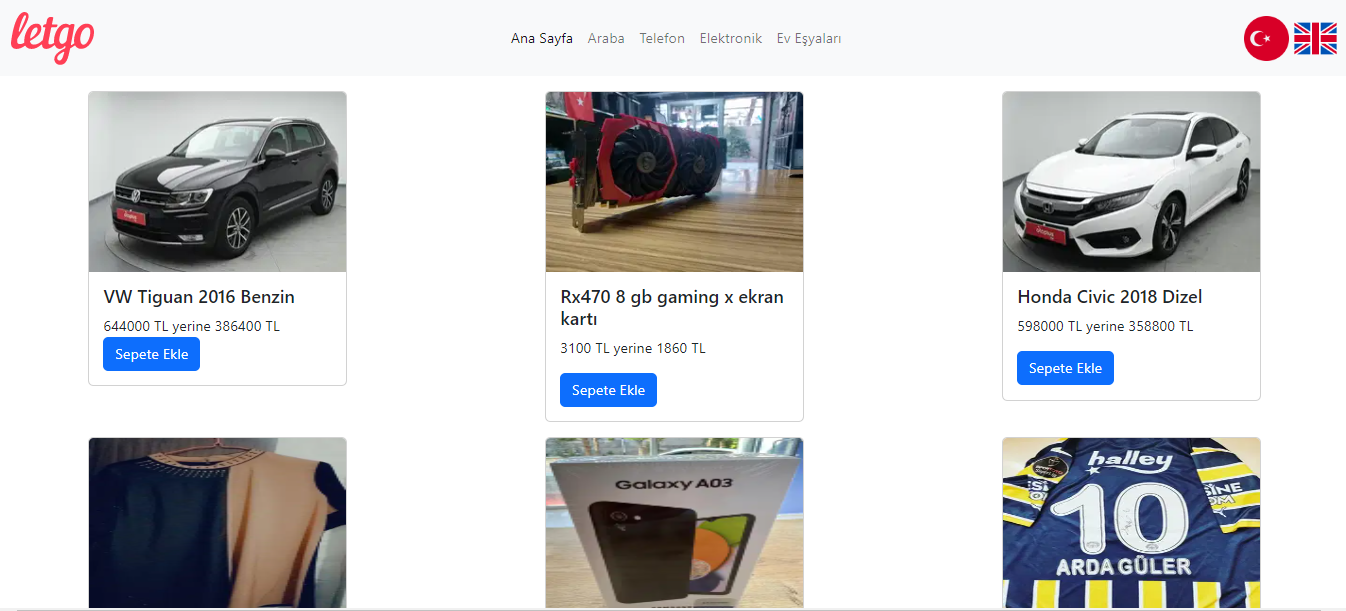 letgo
Ana Sayfa Araba Telefon Elektronik Ev Eşyaları
VW Tiguan 2016 Benzin
644000 TL yerine 386400 TL
Sepete Ekle
Rx470 8 gb gaming x ekran
kartı
3100 TL yerine 1860 TL
Sepete Ekle
Honda Civic 2018 Dizel
598000 TL yerine 358800 TL
Sepete Ekle
Galaxy A03
halley
10
ARDA GÜLER